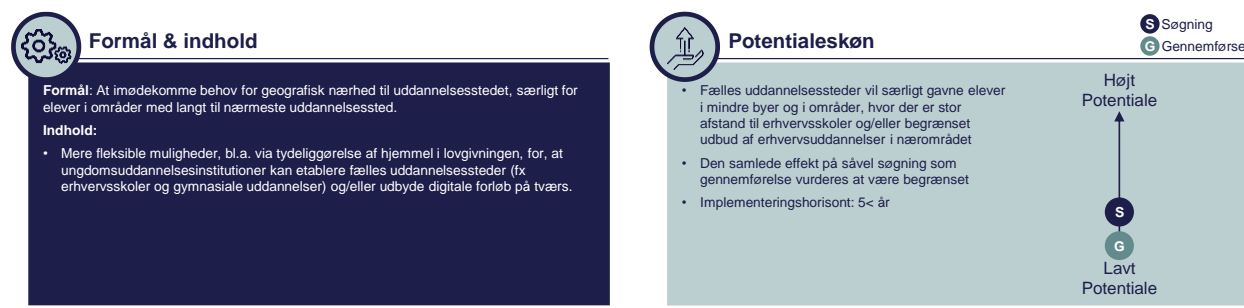 Formål & indhold
Formål: At imødekomme behov for geografisk nærhed til uddannelsesstedet, særligt for
elever i områder med langt til nærmeste uddannelsessted.
Indhold:
• Mere fleksible muligheder, bl.a. via tydeliggørelse af hjemmel i lovgivningen, for, at
ungdomsuddannelsesinstitutioner kan etablere fælles uddannelsessteder (fx
erhvervsskoler og gymnasiale uddannelser) og/eller udbyde digitale forløb på tværs.
Potentialeskøn
S Søgning
G Gennemførse
• Fælles uddannelsessteder vil særligt gavne elever
i mindre byer og i områder, hvor der er stor
afstand til erhvervsskoler og/eller begrænset
udbud af erhvervsuddannelser i nærområdet
• Den samlede effekt på såvel søgning som
gennemførelse vurderes at være begrænset
• Implementeringshorisont: 5< år
Højt
Potentiale
S
G
Lavt
Potentiale